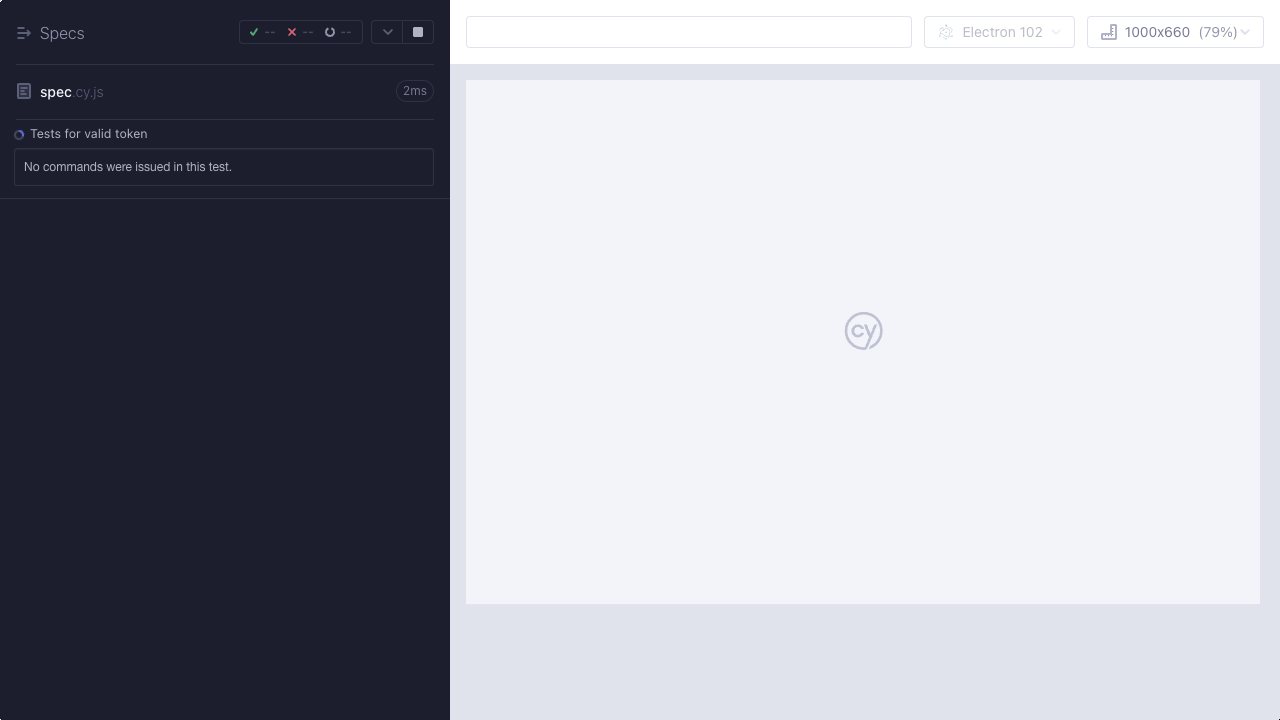 Specs
--
--
--
Electron 102
1000x660 (79%)
spec.cy.js
2ms
Tests for valid token
No commands were issued in this test.
cy